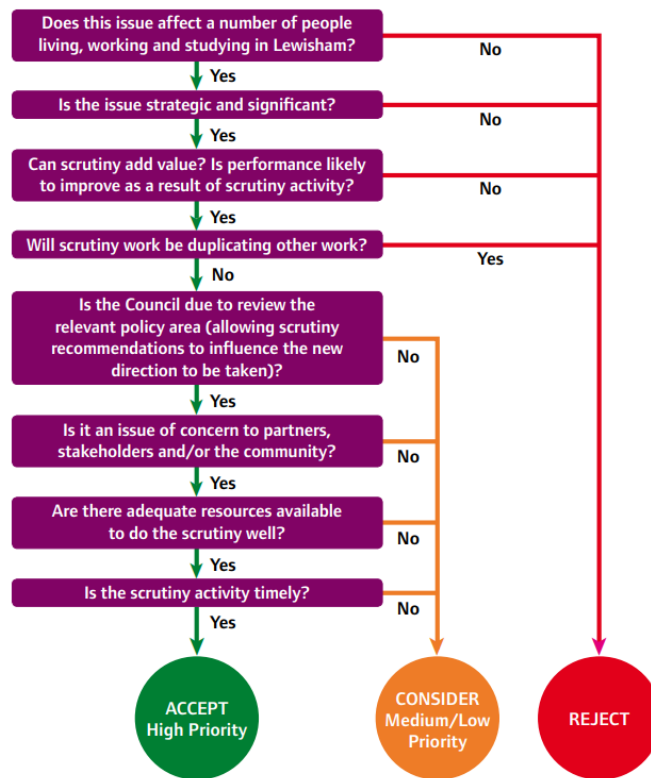 Does this issue affect a number of people
living, working and studying in Lewisham?
No
Yes
Is the issue strategic and significant?
No
Yes
Can scrutiny add value? Is performance likely
to improve as a result of scrutiny activity?
No
Yes
Will scrutiny work be duplicating other work?
Yes
No
Is the Council due to review the
relevant policy area (allowing scrutiny
recommendations to influence the new
direction to be taken)?
No
Yes
Is it an issue of concern to partners,
stakeholders and/or the community?
No
Yes
Are there adequate resources available
to do the scrutiny well?
No
Yes
Is the scrutiny activity timely?
No
Yes
ACCEPT
High Priority
CONSIDER
Medium/Low
Priority
REJECT